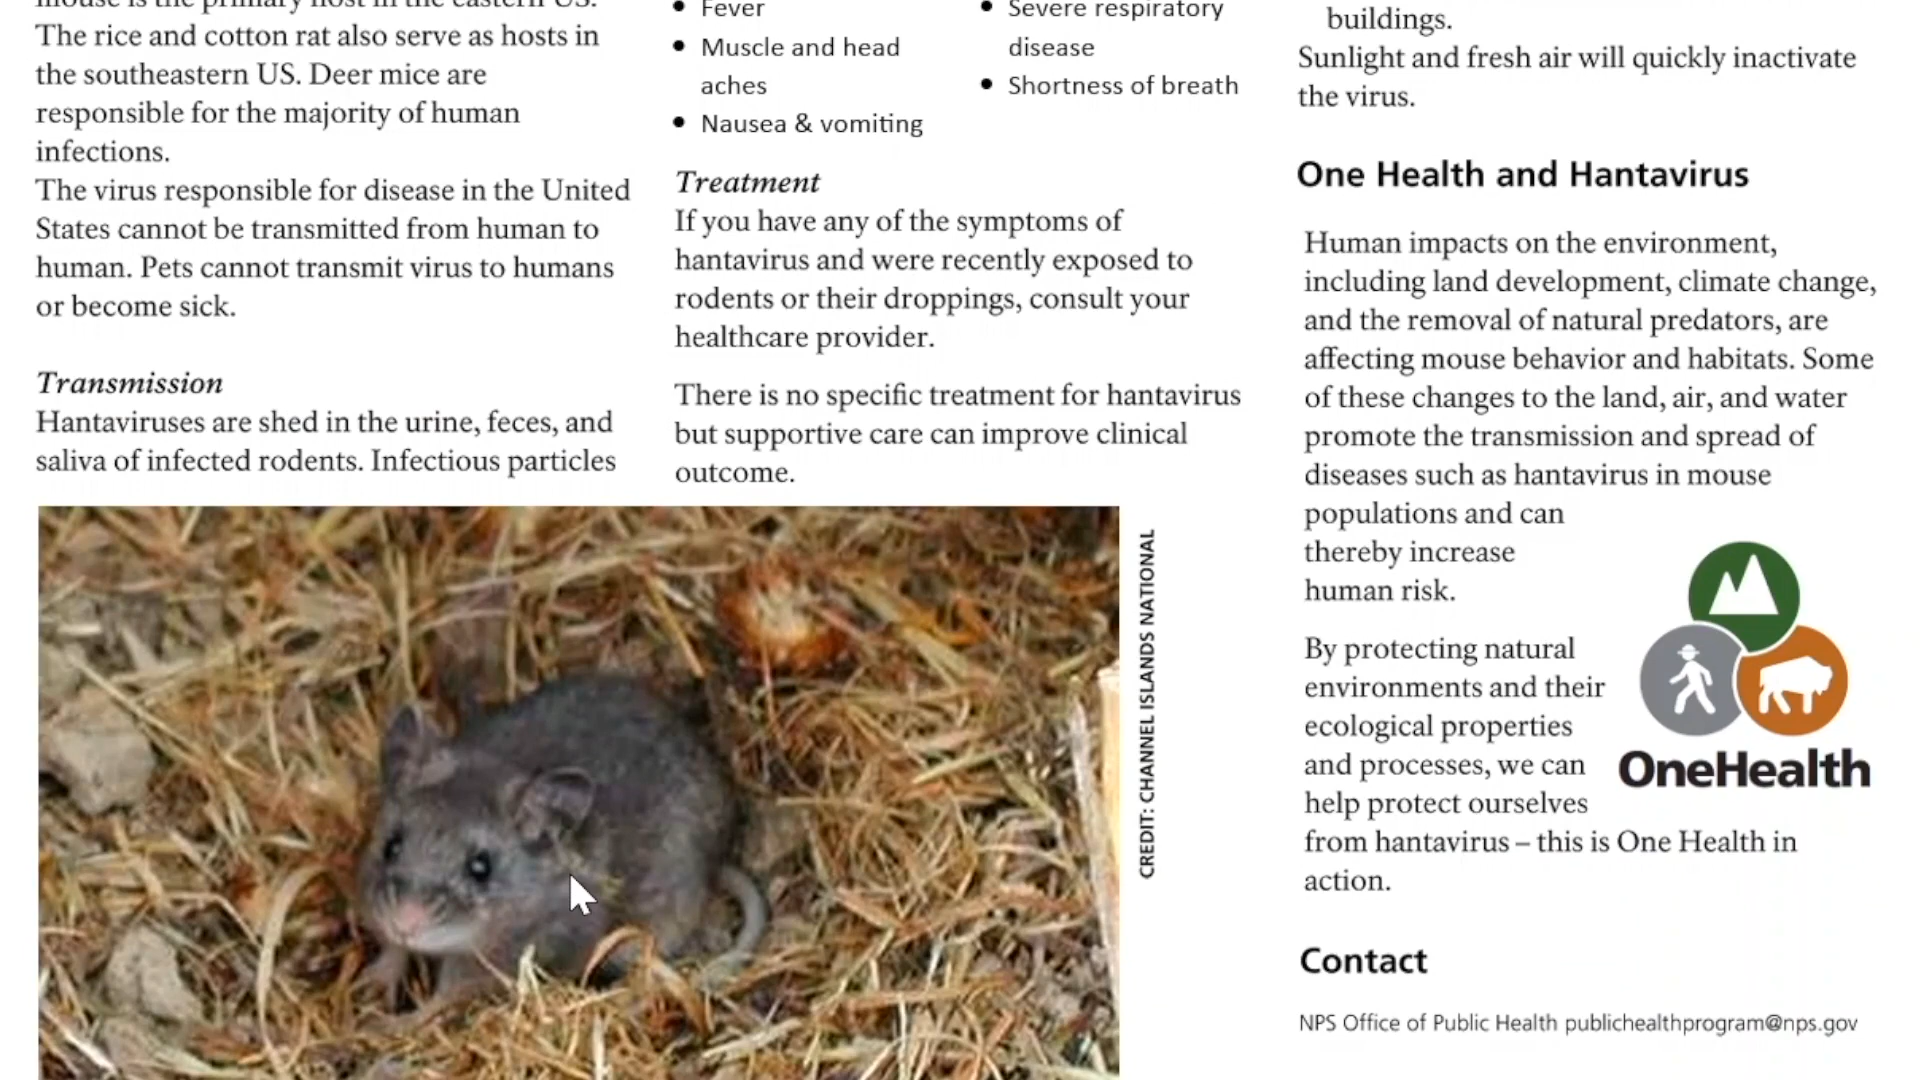 mouse is the primary host in the eastern US.
The rice and cotton rat also serve as hosts in
the southeastern US. Deer mice are
responsible for the majority of human
infections.
The virus responsible for disease in the United
States cannot be transmitted from human to
human. Pets cannot transmit virus to humans
or become sick.
Transmission
Hantaviruses are shed in the urine, feces, and
saliva of infected rodents. Infectious particles
• Fever
• Muscle and head
aches
• Nausea & vomiting
• Severe respiratory
disease
• Shortness of breath
Treatment
If you have any of the symptoms of
hantavirus and were recently exposed to
rodents or their droppings, consult your
healthcare provider.
There is no specific treatment for hantavirus
but supportive care can improve clinical
outcome.
CREDIT: CHANNEL ISLANDS NATIONAL
buildings.
Sunlight and fresh air will quickly inactivate
the virus.
One Health and Hantavirus
Human impacts on the environment,
including land development, climate change,
and the removal of natural predators, are
affecting mouse behavior and habitats. Some
of these changes to the land, air, and water
promote the transmission and spread of
diseases such as hantavirus in mouse
populations and can
thereby increase
human risk.
By protecting natural
environments and their
ecological properties
and processes, we can
help protect ourselves
from hantavirus – this is One Health in
action.
OneHealth
Contact
NPS Office of Public Health publichealthprogram@nps.gov